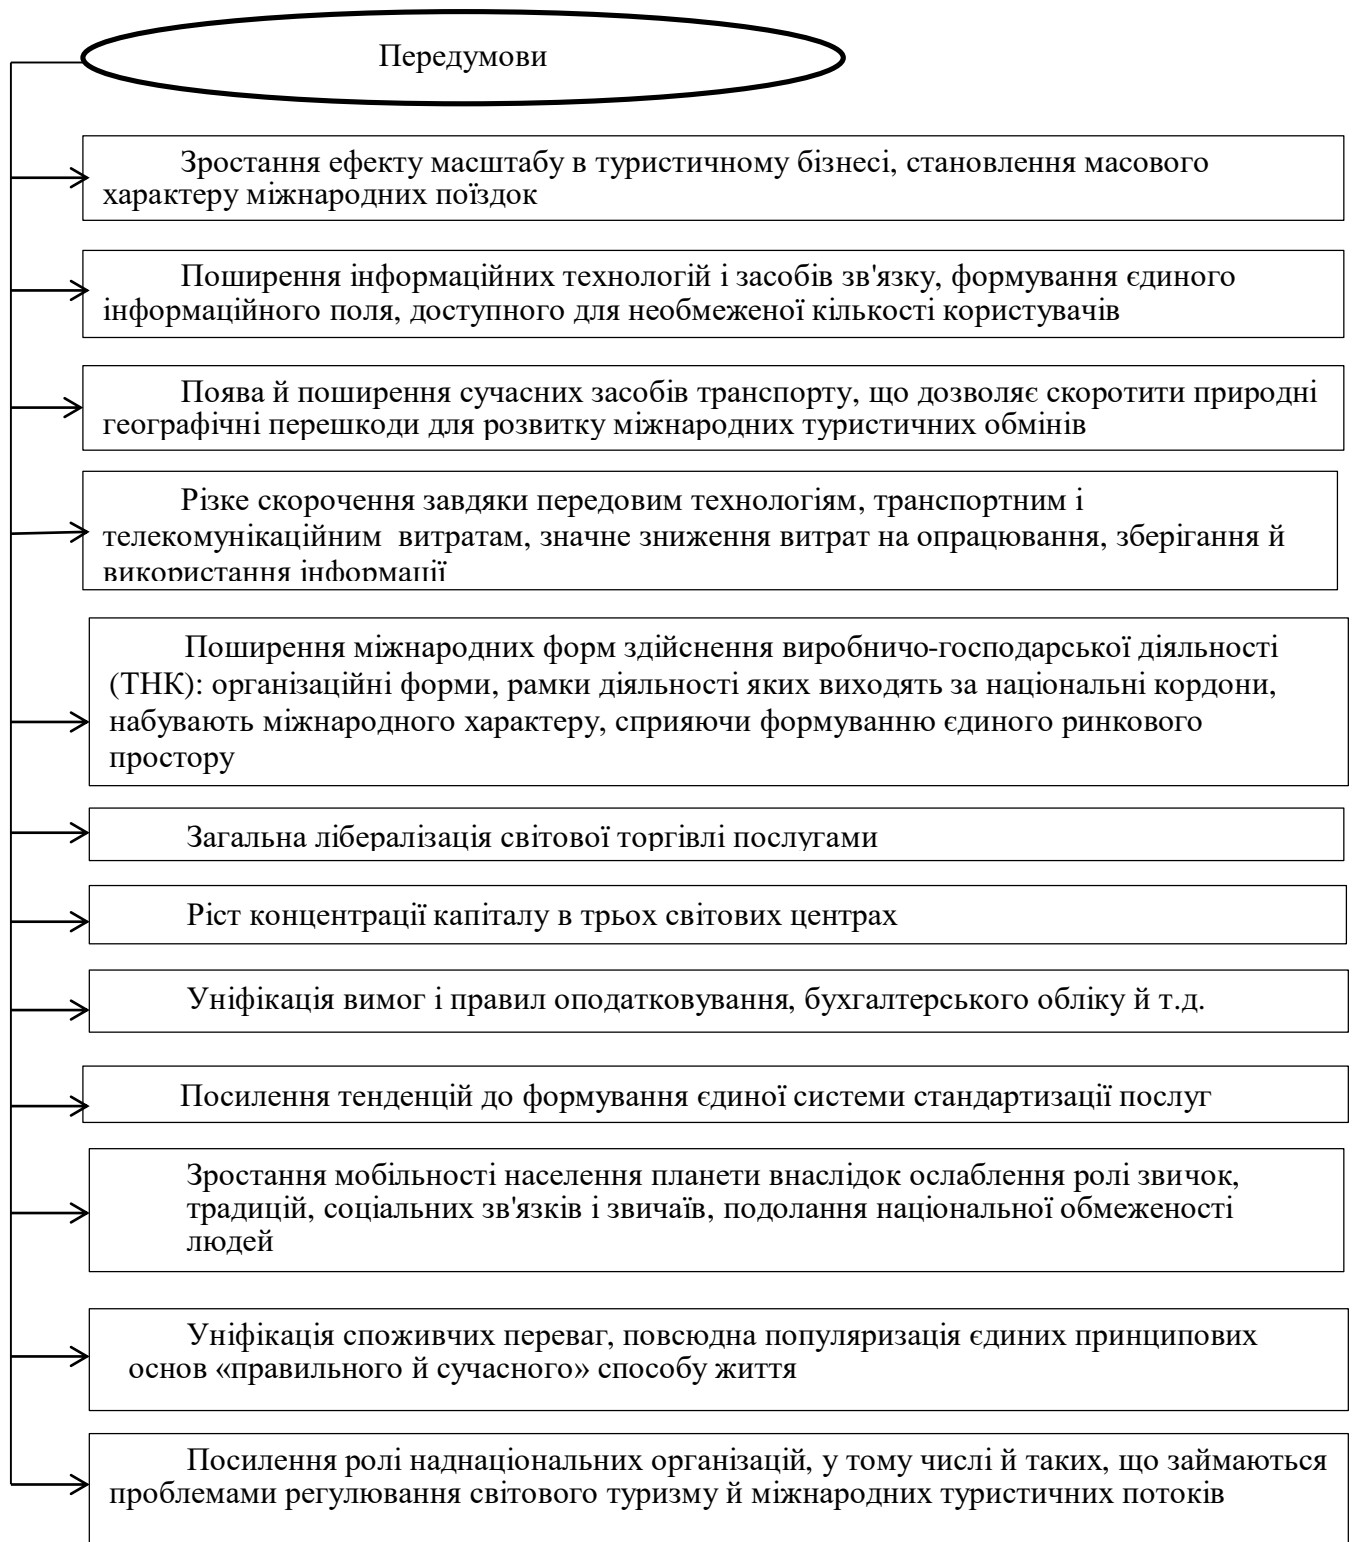 Передумови
Зростання ефекту масштабу в туристичному бізнесі, становлення масового
характеру міжнародних поїздок
Поширення інформаційних технологій і засобів зв'язку, формування єдиного
інформаційного поля, доступного для необмеженої кількості користувачів
Поява й поширення сучасних засобів транспорту, що дозволяє скоротити природні
географічні перешкоди для розвитку міжнародних туристичних обмінів
Різке скорочення завдяки передовим технологіям, транспортним і
телекомунікаційним витратам, значне зниження витрат на опрацювання, зберігання й
використання інформації
Поширення міжнародних форм здійснення виробничо-господарської діяльності
(ТНК): організаційні форми, рамки діяльності яких виходять за національні кордони,
набувають міжнародного характеру, сприяючи формуванню єдиного ринкового
простору
Загальна лібералізація світової торгівлі послугами
Ріст концентрації капіталу в трьох світових центрах
Уніфікація вимог і правил оподатковування, бухгалтерського обліку й т.д.
Посилення тенденцій до формування єдиної системи стандартизації послуг
Зростання мобільності населення планети внаслідок ослаблення ролі звичок,
традицій, соціальних зв'язків і звичаїв, подолання національної обмеженості
людей
Уніфікація споживчих переваг, повсюдна популяризація єдиних принципових
основ «правильного й сучасного» способу життя
Посилення ролі наднаціональних організацій, у тому числі й таких, що займаються
проблемами регулювання світового туризму й міжнародних туристичних потоків